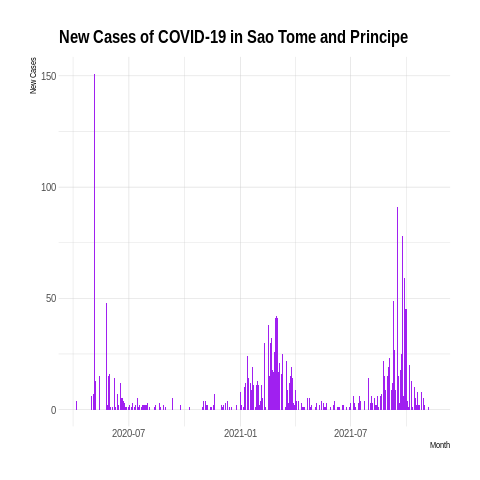 New Cases of COVID-19 in Sao Tome and Principe
New Cases
150
100
50
0
2020-07
2021-01
2021-07
Month